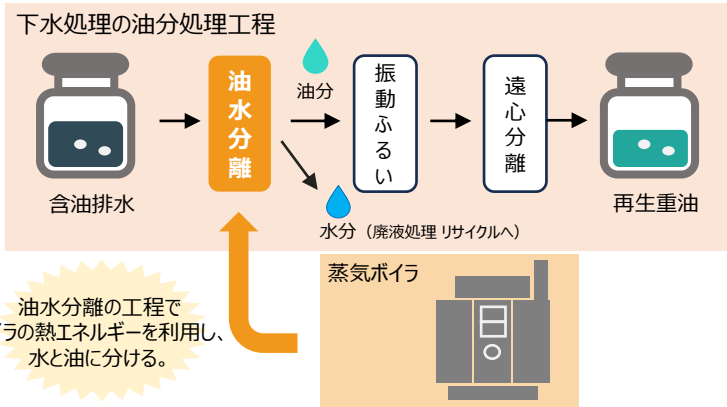 下水処理の油分処理工程
油水分離
油分
振動ふるい
遠心分離
含油排水
再生重油
水分（廃液処理 リサイクルへ）
蒸気ボイラ
油水分離の工程で
ラの熱エネルギーを利用し、
水と油に分ける。